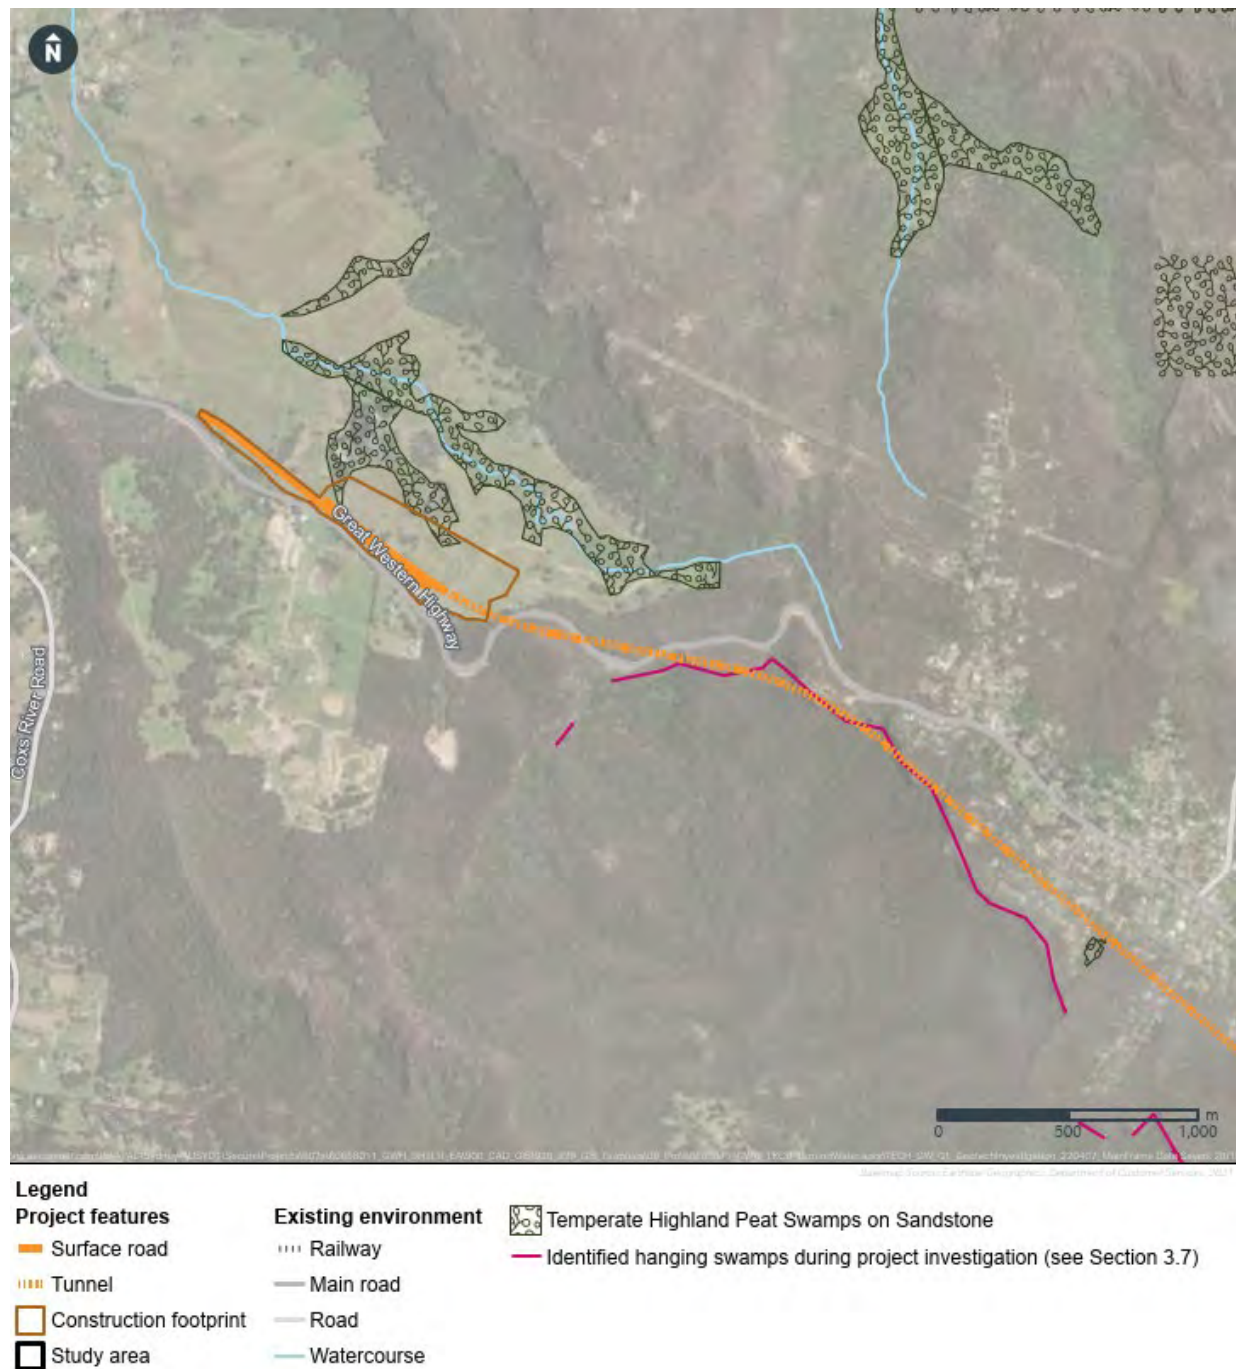 N
Great Western Highway
Coxs River Road
m
0
500
1,000
Legend
Project features
Surface road
Tunnel
Construction footprint
Study area
Existing environment
Railway
Main road
Road
Watercourse
Temperate Highland Peat Swamps on Sandstone
Identified hanging swamps during project investigation (see Section 3.7)